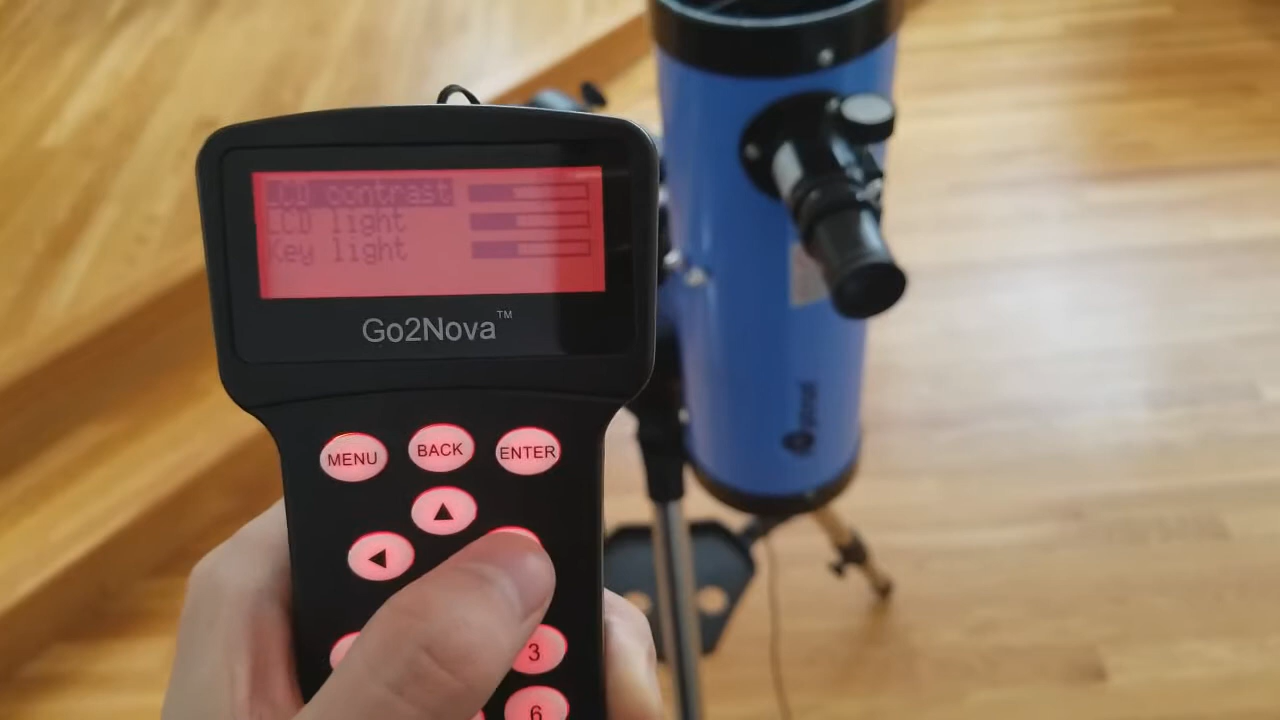 LCD contrast
LCD light
Key light
Go2Nova™
MENU
BACK
ENTER
3
6